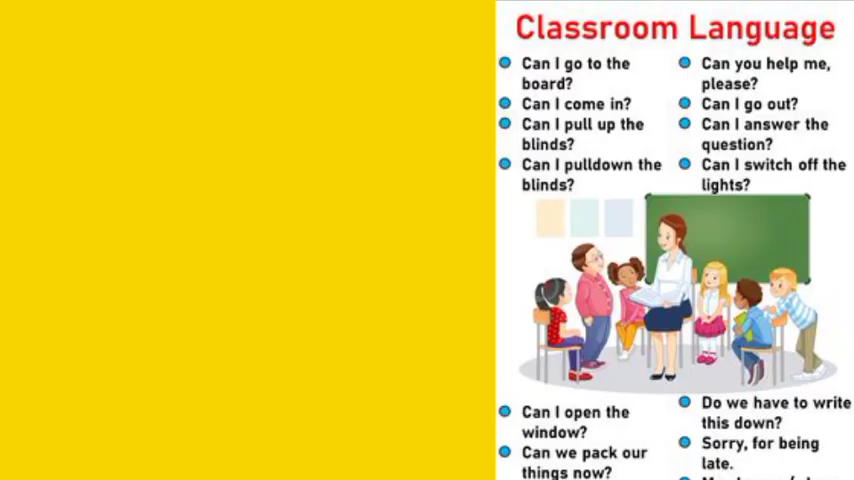 Classroom Language
Can I go to the
board?
Can I come in?
Can I pull up the
blinds?
Can I pulldown the
blinds?
Can you help me,
please?
Can I go out?
Can I answer the
question?
Can I switch off the
lights?
Can I open the
window?
Can we pack our
things now?
Do we have to write
this down?
Sorry, for being
late.